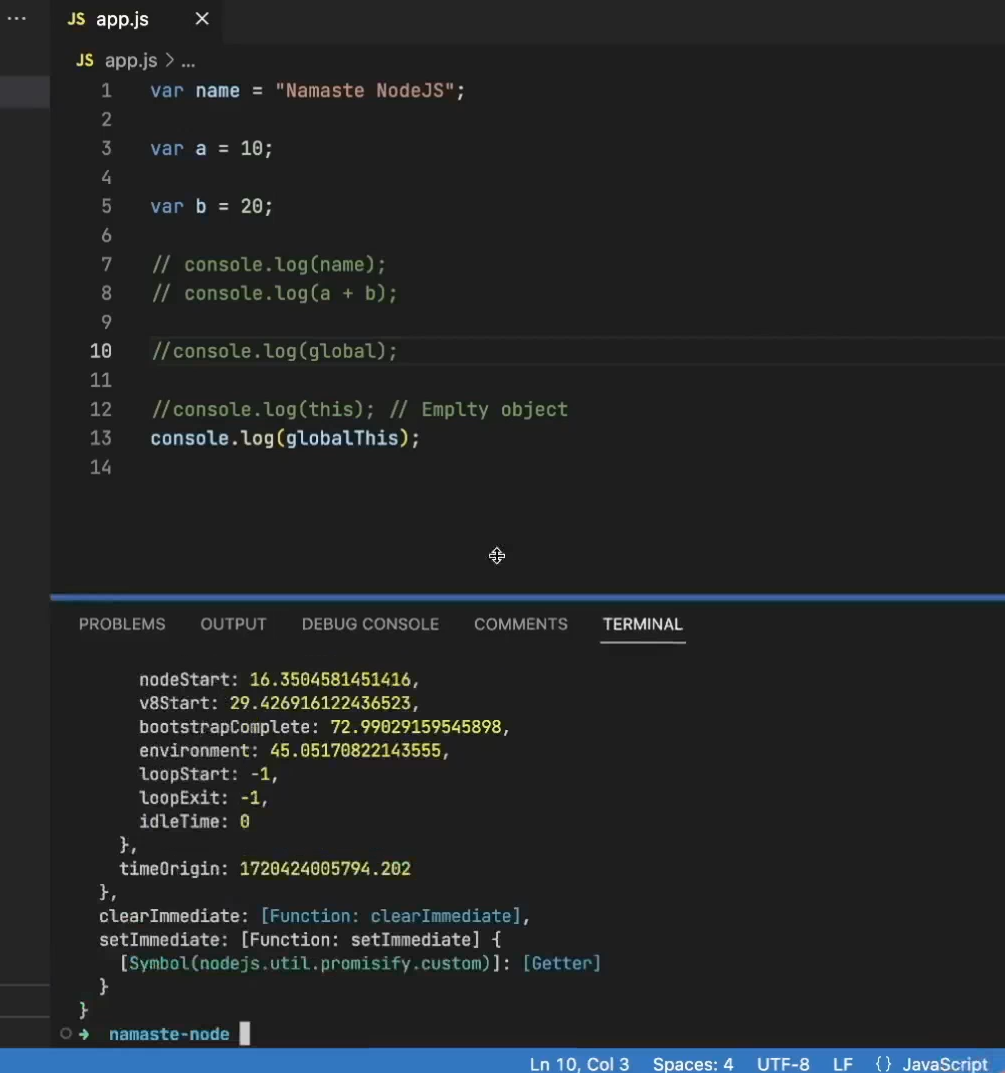 ··· JS app.js ×
JS app.js > ...
1 var name = "Namaste NodeJS";
2
3 var a = 10;
4
5 var b = 20;
6
7 // console.log(name);
8 // console.log(a + b);
9
10 //console.log(global);
11
12 //console.log(this); // Emplty object
13 console.log(globalThis);
14
PROBLEMS OUTPUT DEBUG CONSOLE COMMENTS TERMINAL
nodeStart: 16.3504581451416,
v8Start: 29.426916122436523,
bootstrapComplete: 72.99029159545898,
environment: 45.05170822143555,
loopStart: -1,
loopExit: -1,
idleTime: 0
},
timeOrigin: 1720424005794.202
},
clearImmediate: [Function: clearImmediate],
setImmediate: [Function: setImmediate] {
[Symbol(nodejs.util.promisify.custom)]: [Getter]
}
}
➜ namaste-node
Ln 10, Col 3 Spaces: 4 UTF-8 LF {} JavaScript